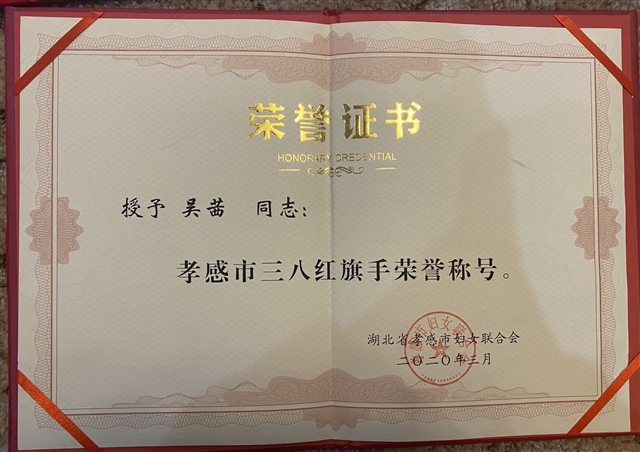 荣誉证书
HONORARY CREDENTIAL
授予 吴茜 同志：
孝感市三八红旗手荣誉称号。
湖北省孝感市妇女联合会
二〇二〇年三月